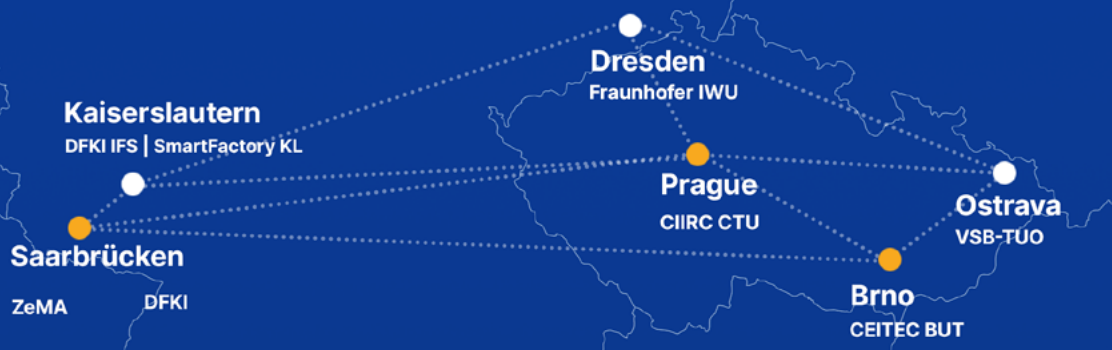 Dresden
Fraunhofer IWU
Kaiserslautern
DFKI IFS | SmartFactory KL
Prague
CIIRC CTU
Ostrava
VSB-TUO
Saarbrücken
ZeMA
DFKI
Brno
CEITEC BUT